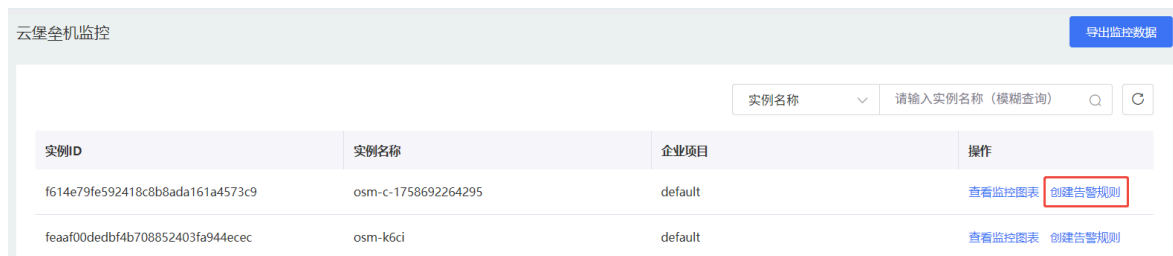 云堡垒机监控
导出监控数据
实例名称
请输入实例名称（模糊查询）
实例ID 实例名称 企业项目 操作
f614e79fe592418c8b8ada161a4573c9 osm-c-1758692264295 default 查看监控图表 创建告警规则
feaaf00dedbf4b708852403fa944ecec osm-k6ci default 查看监控图表 创建告警规则